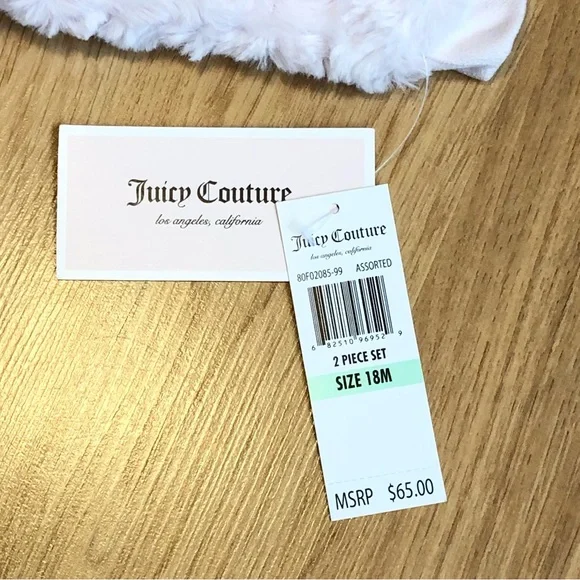 Juicy Couture
los angeles, california
Juicy Couture
los angeles, california
80F02085-99 ASSORTED
6 82510 96952 9
2 PIECE SET
SIZE 18M
MSRP $65.00